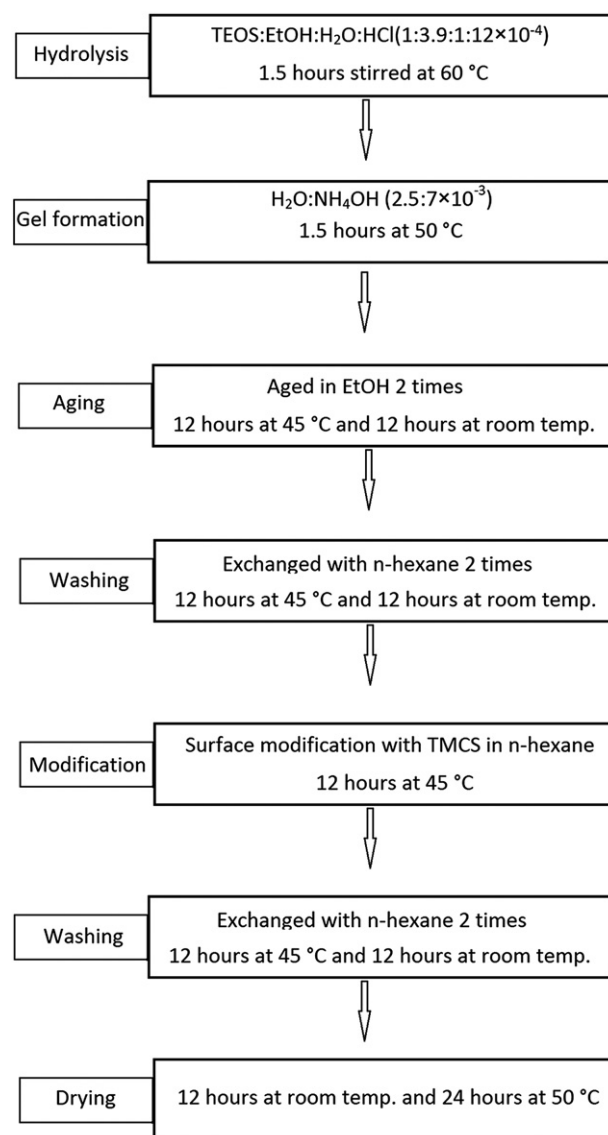 Hydrolysis
TEOS:EtOH:H₂O:HCl(1:3.9:1:12×10⁻⁴)
1.5 hours stirred at 60 °C
Gel formation
H₂O:NH₄OH (2.5:7×10⁻³)
1.5 hours at 50 °C
Aging
Aged in EtOH 2 times
12 hours at 45 °C and 12 hours at room temp.
Washing
Exchanged with n-hexane 2 times
12 hours at 45 °C and 12 hours at room temp.
Modification
Surface modification with TMCS in n-hexane
12 hours at 45 °C
Washing
Exchanged with n-hexane 2 times
12 hours at 45 °C and 12 hours at room temp.
Drying
12 hours at room temp. and 24 hours at 50 °C